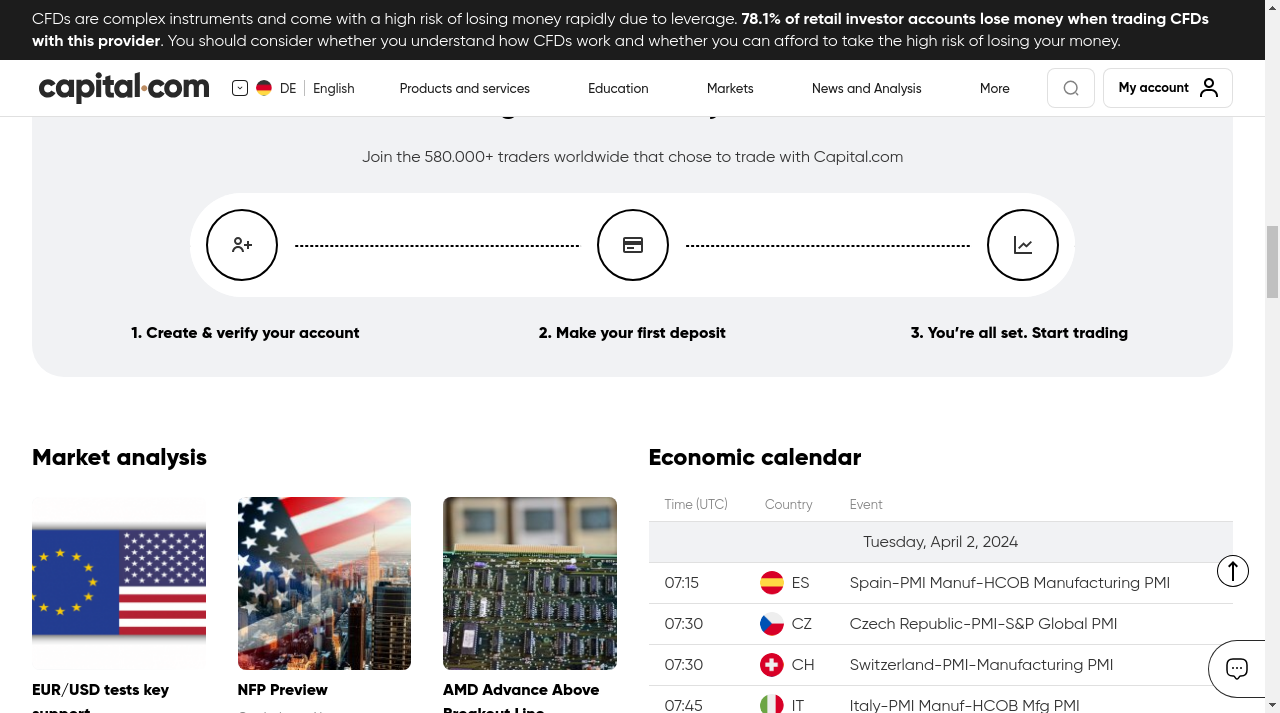 CFDs are complex instruments and come with a high risk of losing money rapidly due to leverage. 78.1% of retail investor accounts lose money when trading CFDs
with this provider. You should consider whether you understand how CFDs work and whether you can afford to take the high risk of losing your money.
capital.com
DE | English
Products and services
Education
Markets
News and Analysis
More
My account
Join the 580.000+ traders worldwide that chose to trade with Capital.com
1. Create & verify your account
2. Make your first deposit
3. You’re all set. Start trading
Market analysis
EUR/USD tests key
support
NFP Preview
AMD Advance Above
Breakout Line
Economic calendar
Time (UTC) Country Event
Tuesday, April 2, 2024
07:15 ES Spain-PMI Manuf-HCOB Manufacturing PMI
07:30 CZ Czech Republic-PMI-S&P Global PMI
07:30 CH Switzerland-PMI-Manufacturing PMI
07:45 IT Italy-PMI Manuf-HCOB Mfg PMI